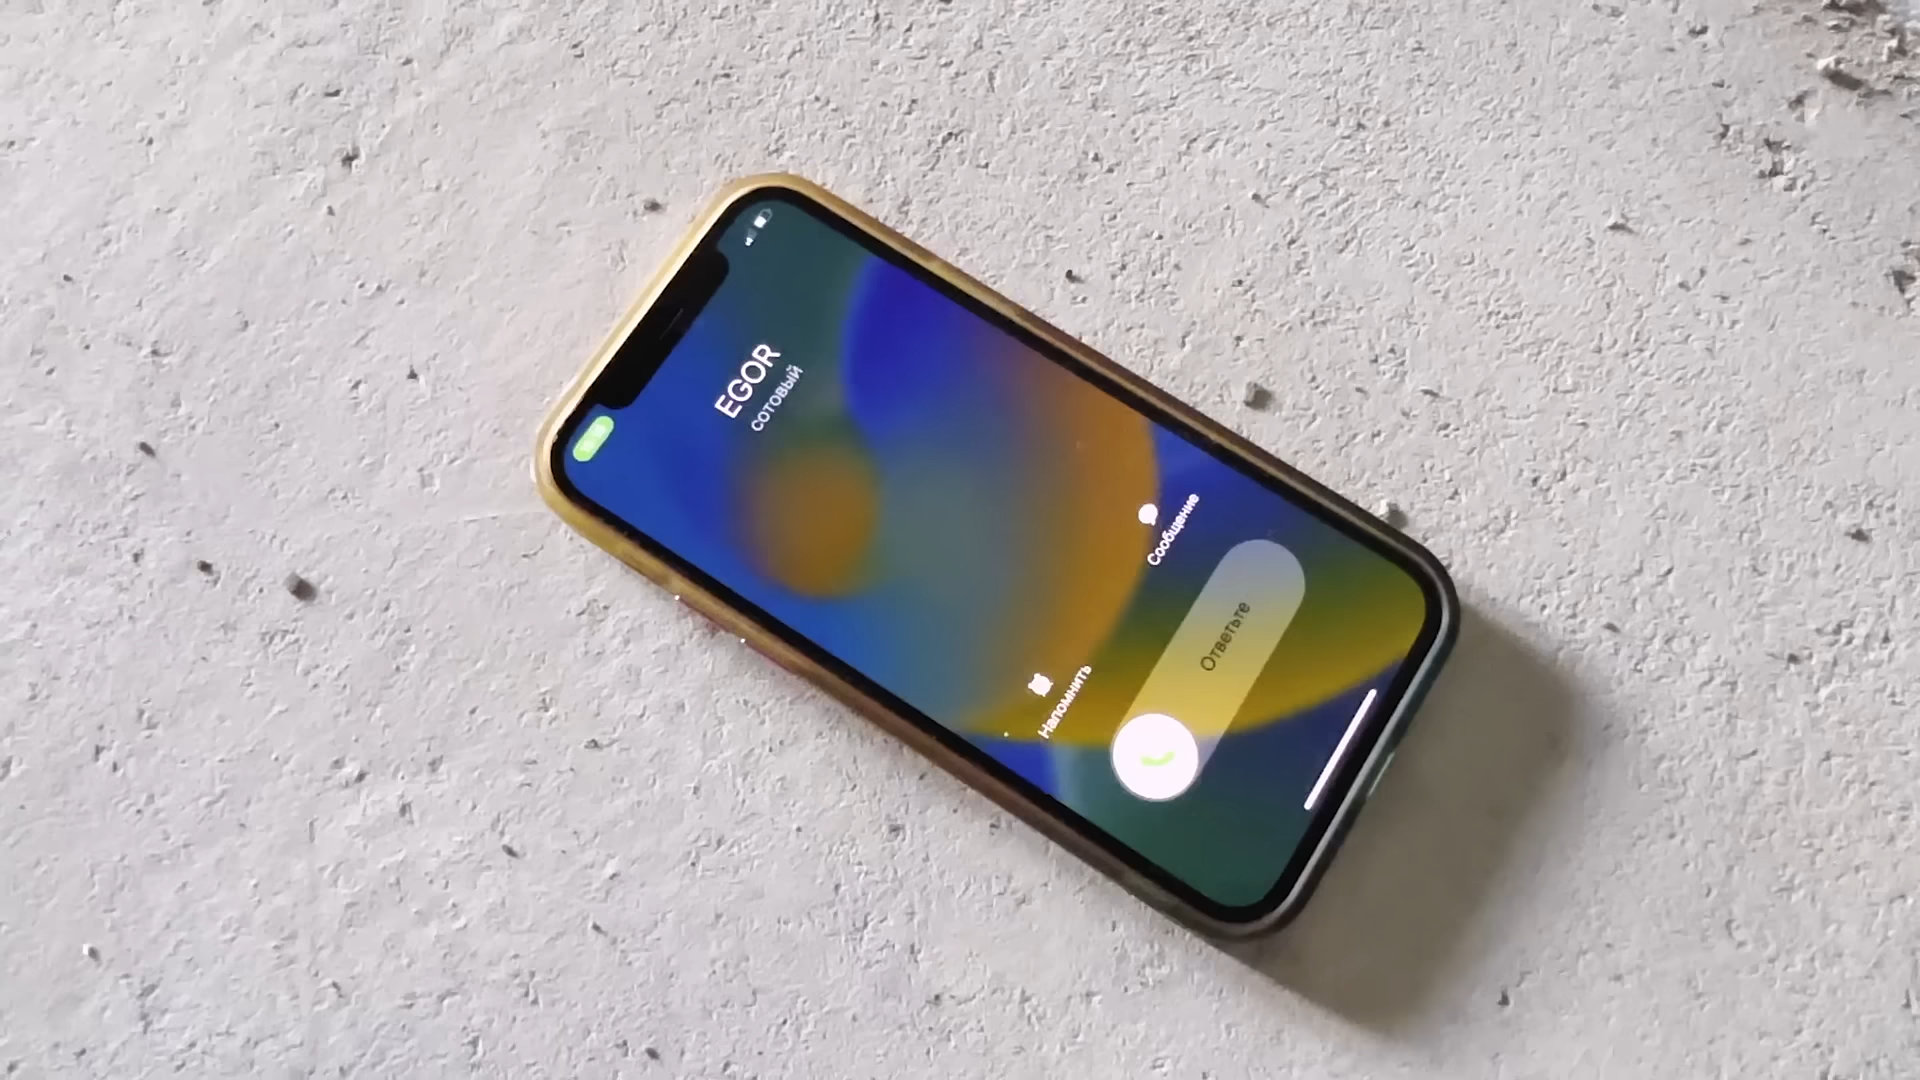 EGOR
сотовый
Напомнить
Сообщение
Ответьте